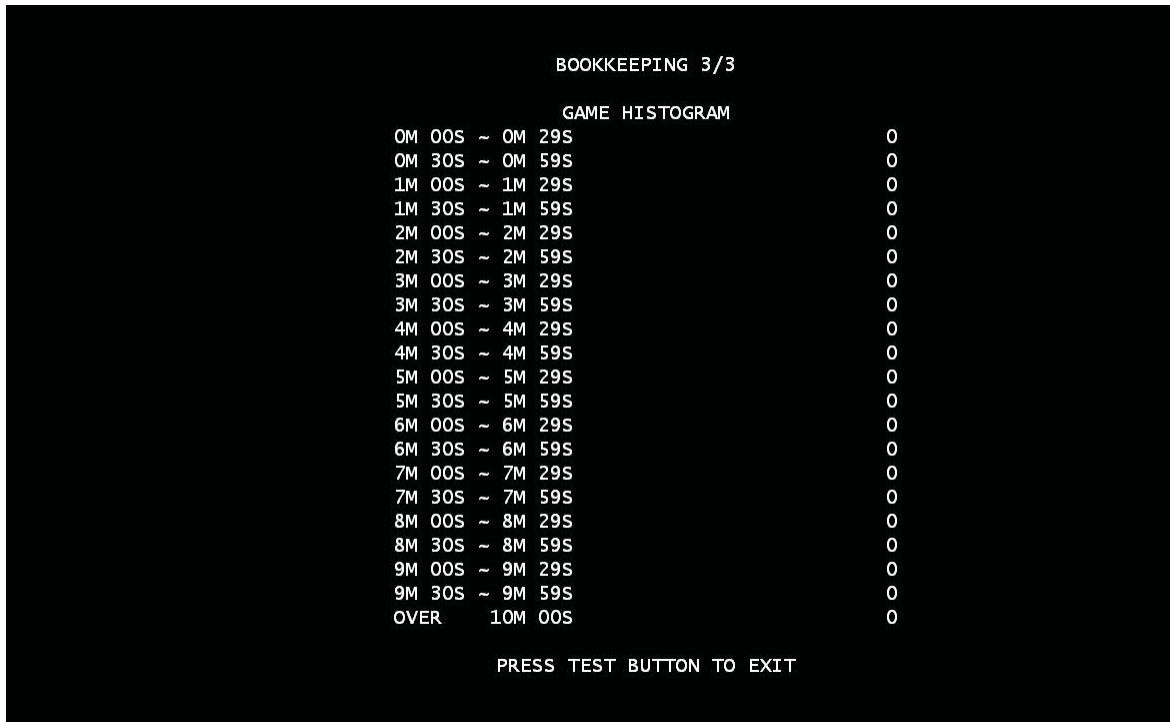 BOOKKEEPING 3/3
GAME HISTOGRAM
0M 00S ~ 0M 29S 0
0M 30S ~ 0M 59S 0
1M 00S ~ 1M 29S 0
1M 30S ~ 1M 59S 0
2M 00S ~ 2M 29S 0
2M 30S ~ 2M 59S 0
3M 00S ~ 3M 29S 0
3M 30S ~ 3M 59S 0
4M 00S ~ 4M 29S 0
4M 30S ~ 4M 59S 0
5M 00S ~ 5M 29S 0
5M 30S ~ 5M 59S 0
6M 00S ~ 6M 29S 0
6M 30S ~ 6M 59S 0
7M 00S ~ 7M 29S 0
7M 30S ~ 7M 59S 0
8M 00S ~ 8M 29S 0
8M 30S ~ 8M 59S 0
9M 00S ~ 9M 29S 0
9M 30S ~ 9M 59S 0
OVER 10M 00S 0
PRESS TEST BUTTON TO EXIT